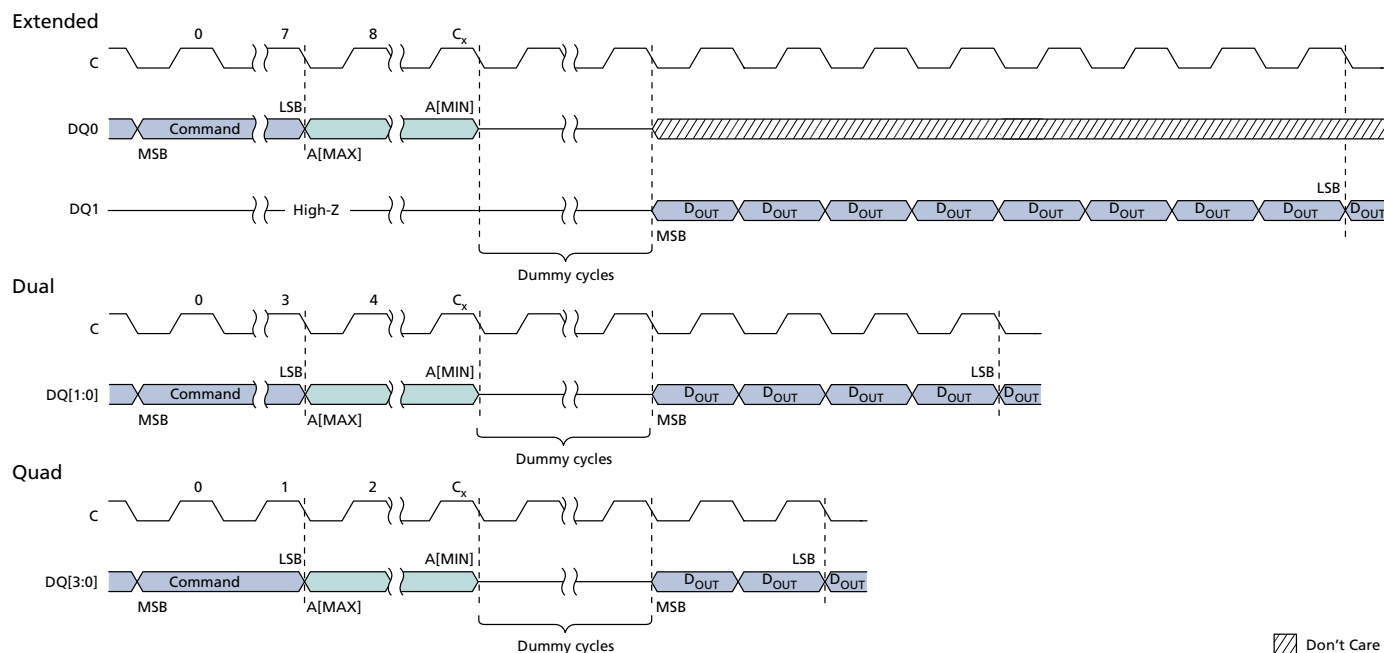 Extended
0 7 8 Cx
C
LSB A[MIN]
DQ0 Command
MSB A[MAX]
LSB
DQ1 High-Z DOUT DOUT DOUT DOUT DOUT DOUT DOUT DOUT DOUT
MSB
Dummy cycles
Dual
0 3 4 Cx
C
LSB A[MIN] LSB
DQ[1:0] Command DOUT DOUT DOUT DOUT DOUT
MSB A[MAX] MSB
Dummy cycles
Quad
0 1 2 Cx
C
LSB A[MIN] LSB
DQ[3:0] Command DOUT DOUT DOUT
MSB A[MAX] MSB
Dummy cycles
Don't Care